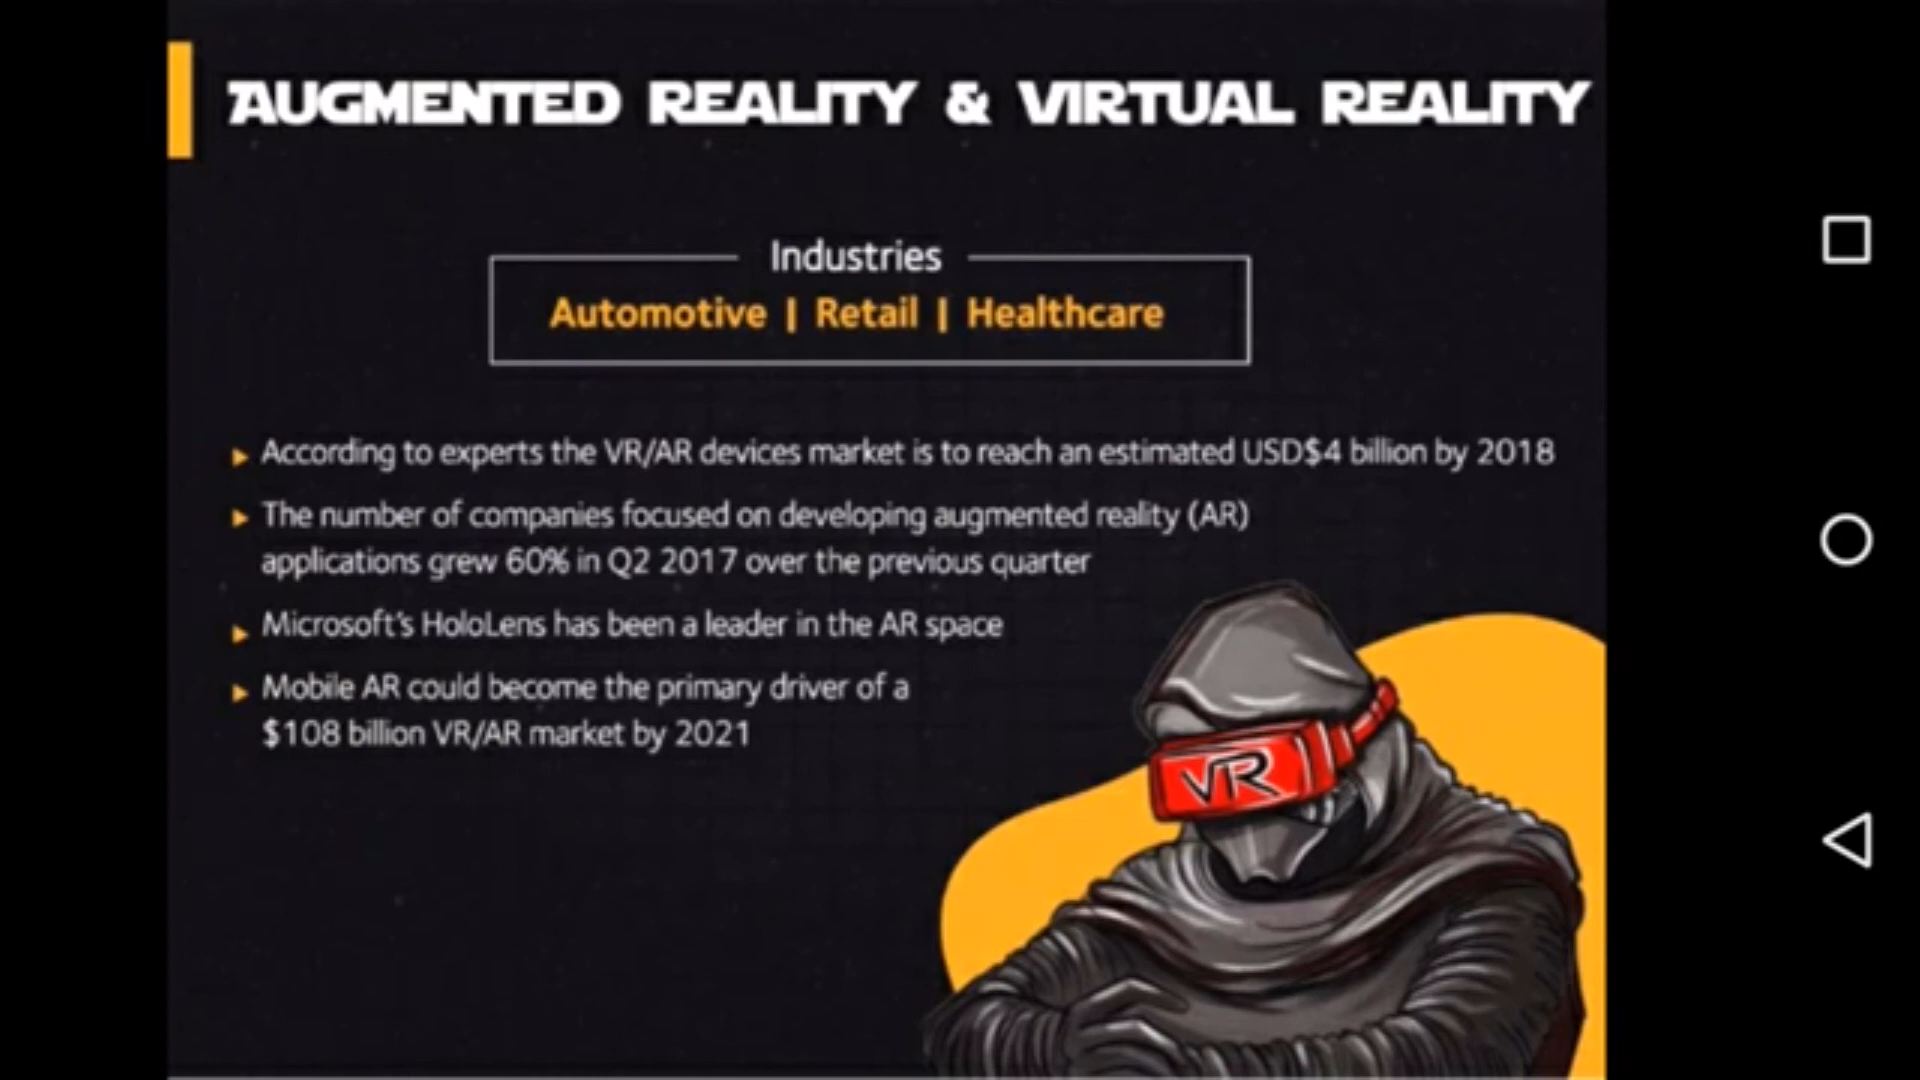 AUGMENTED REALITY & VIRTUAL REALITY
Industries
Automotive | Retail | Healthcare
According to experts the VR/AR devices market is to reach an estimated USD$4 billion by 2018
The number of companies focused on developing augmented reality (AR)
applications grew 60% in Q2 2017 over the previous quarter
Microsoft's HoloLens has been a leader in the AR space
Mobile AR could become the primary driver of a
$108 billion VR/AR market by 2021
VR